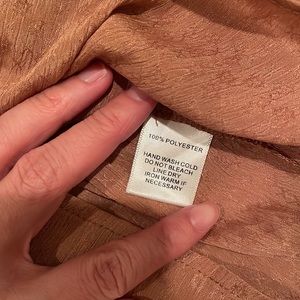 100% POLYESTER
HAND WASH COLD
DO NOT BLEACH
LINE DRY
IRON WARM IF
NECESSARY